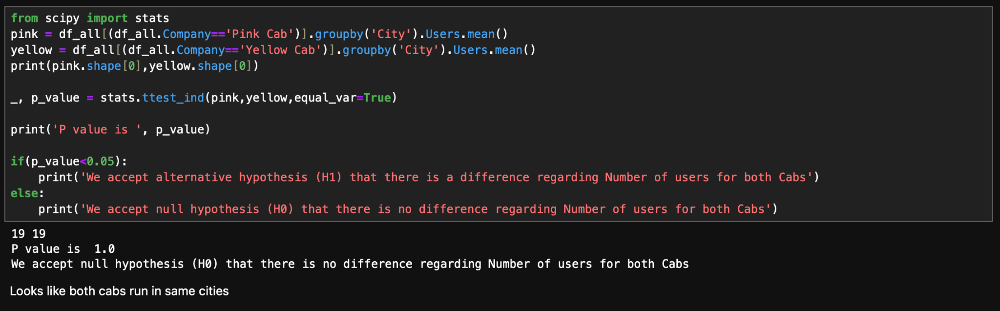 from scipy import stats
pink = df_all[(df_all.Company=='Pink Cab')].groupby('City').Users.mean()
yellow = df_all[(df_all.Company=='Yellow Cab')].groupby('City').Users.mean()
print(pink.shape[0],yellow.shape[0])
_, p_value = stats.ttest_ind(pink,yellow,equal_var=True)
print('P value is ', p_value)
if(p_value<0.05):
    print('We accept alternative hypothesis (H1) that there is a difference regarding Number of users for both Cabs')
else:
    print('We accept null hypothesis (H0) that there is no difference regarding Number of users for both Cabs')
19 19
P value is  1.0
We accept null hypothesis (H0) that there is no difference regarding Number of users for both Cabs
Looks like both cabs run in same cities